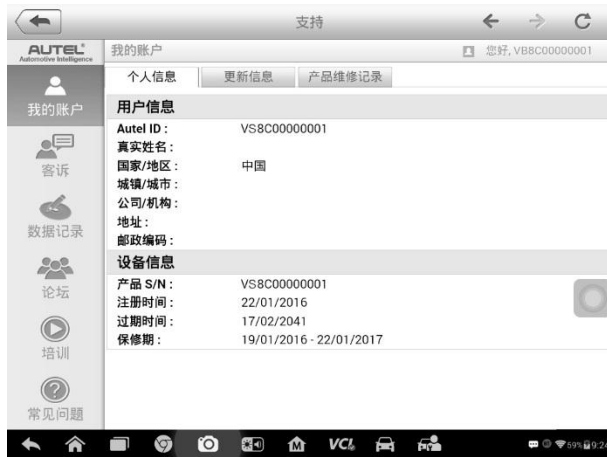 支持
AUTEL
Automotive Intelligence
我的账户
您好, VB8C00000001
个人信息 更新信息 产品维修记录
我的账户
客诉
数据记录
论坛
培训
常见问题
用户信息
Autel ID : VS8C00000001
真实姓名 :
国家/地区 : 中国
城镇/城市 :
公司/机构 :
地址 :
邮政编码 :
设备信息
产品 S/N : VS8C00000001
注册时间 : 22/01/2016
过期时间 : 17/02/2041
保修期 : 19/01/2016 - 22/01/2017
M VCI
59%